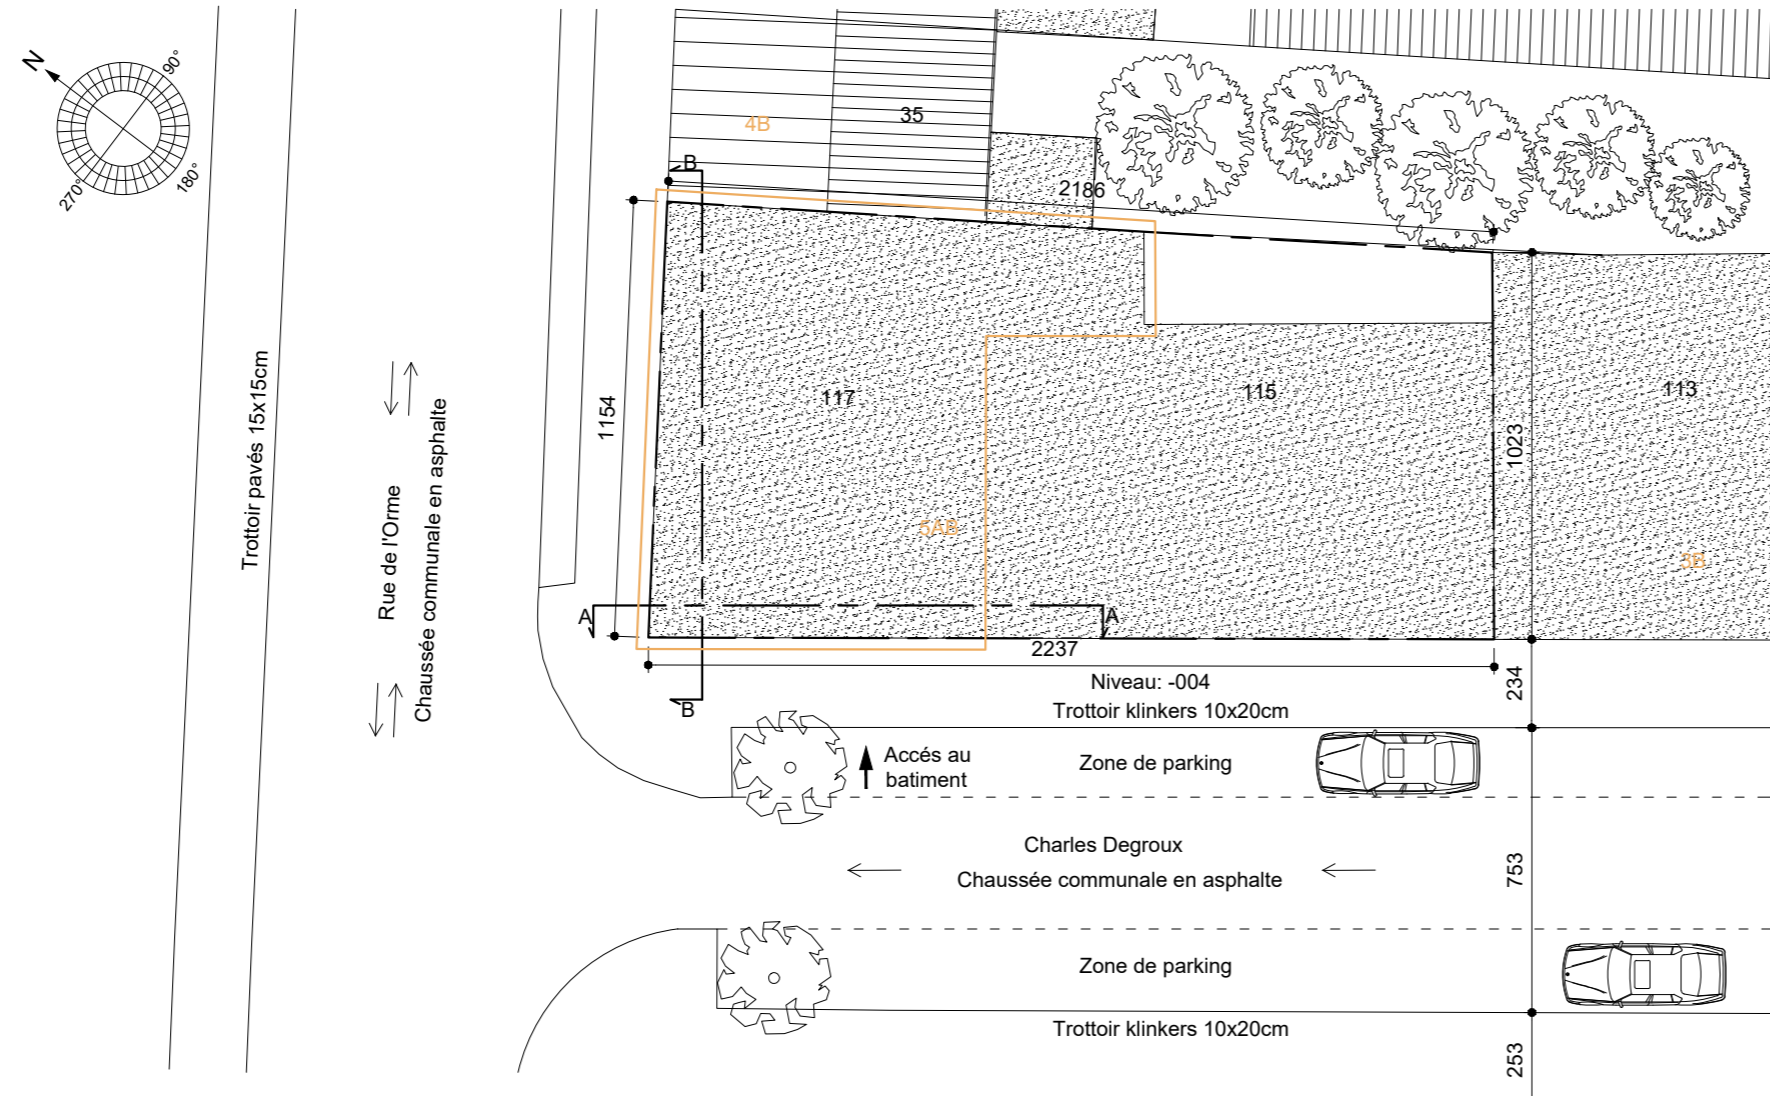 N
90°
180°
270°
4B
35
B
2186
1154
117
115
113
1023
5AB
3B
A
A
2237
B
Niveau: -004
Trottoir klinkers 10x20cm
234
Trottoir pavés 15x15cm
Rue de l'Orme
Chaussée communale en asphalte
Accés au
batiment
Zone de parking
Charles Degroux
Chaussée communale en asphalte
753
Zone de parking
Trottoir klinkers 10x20cm
253